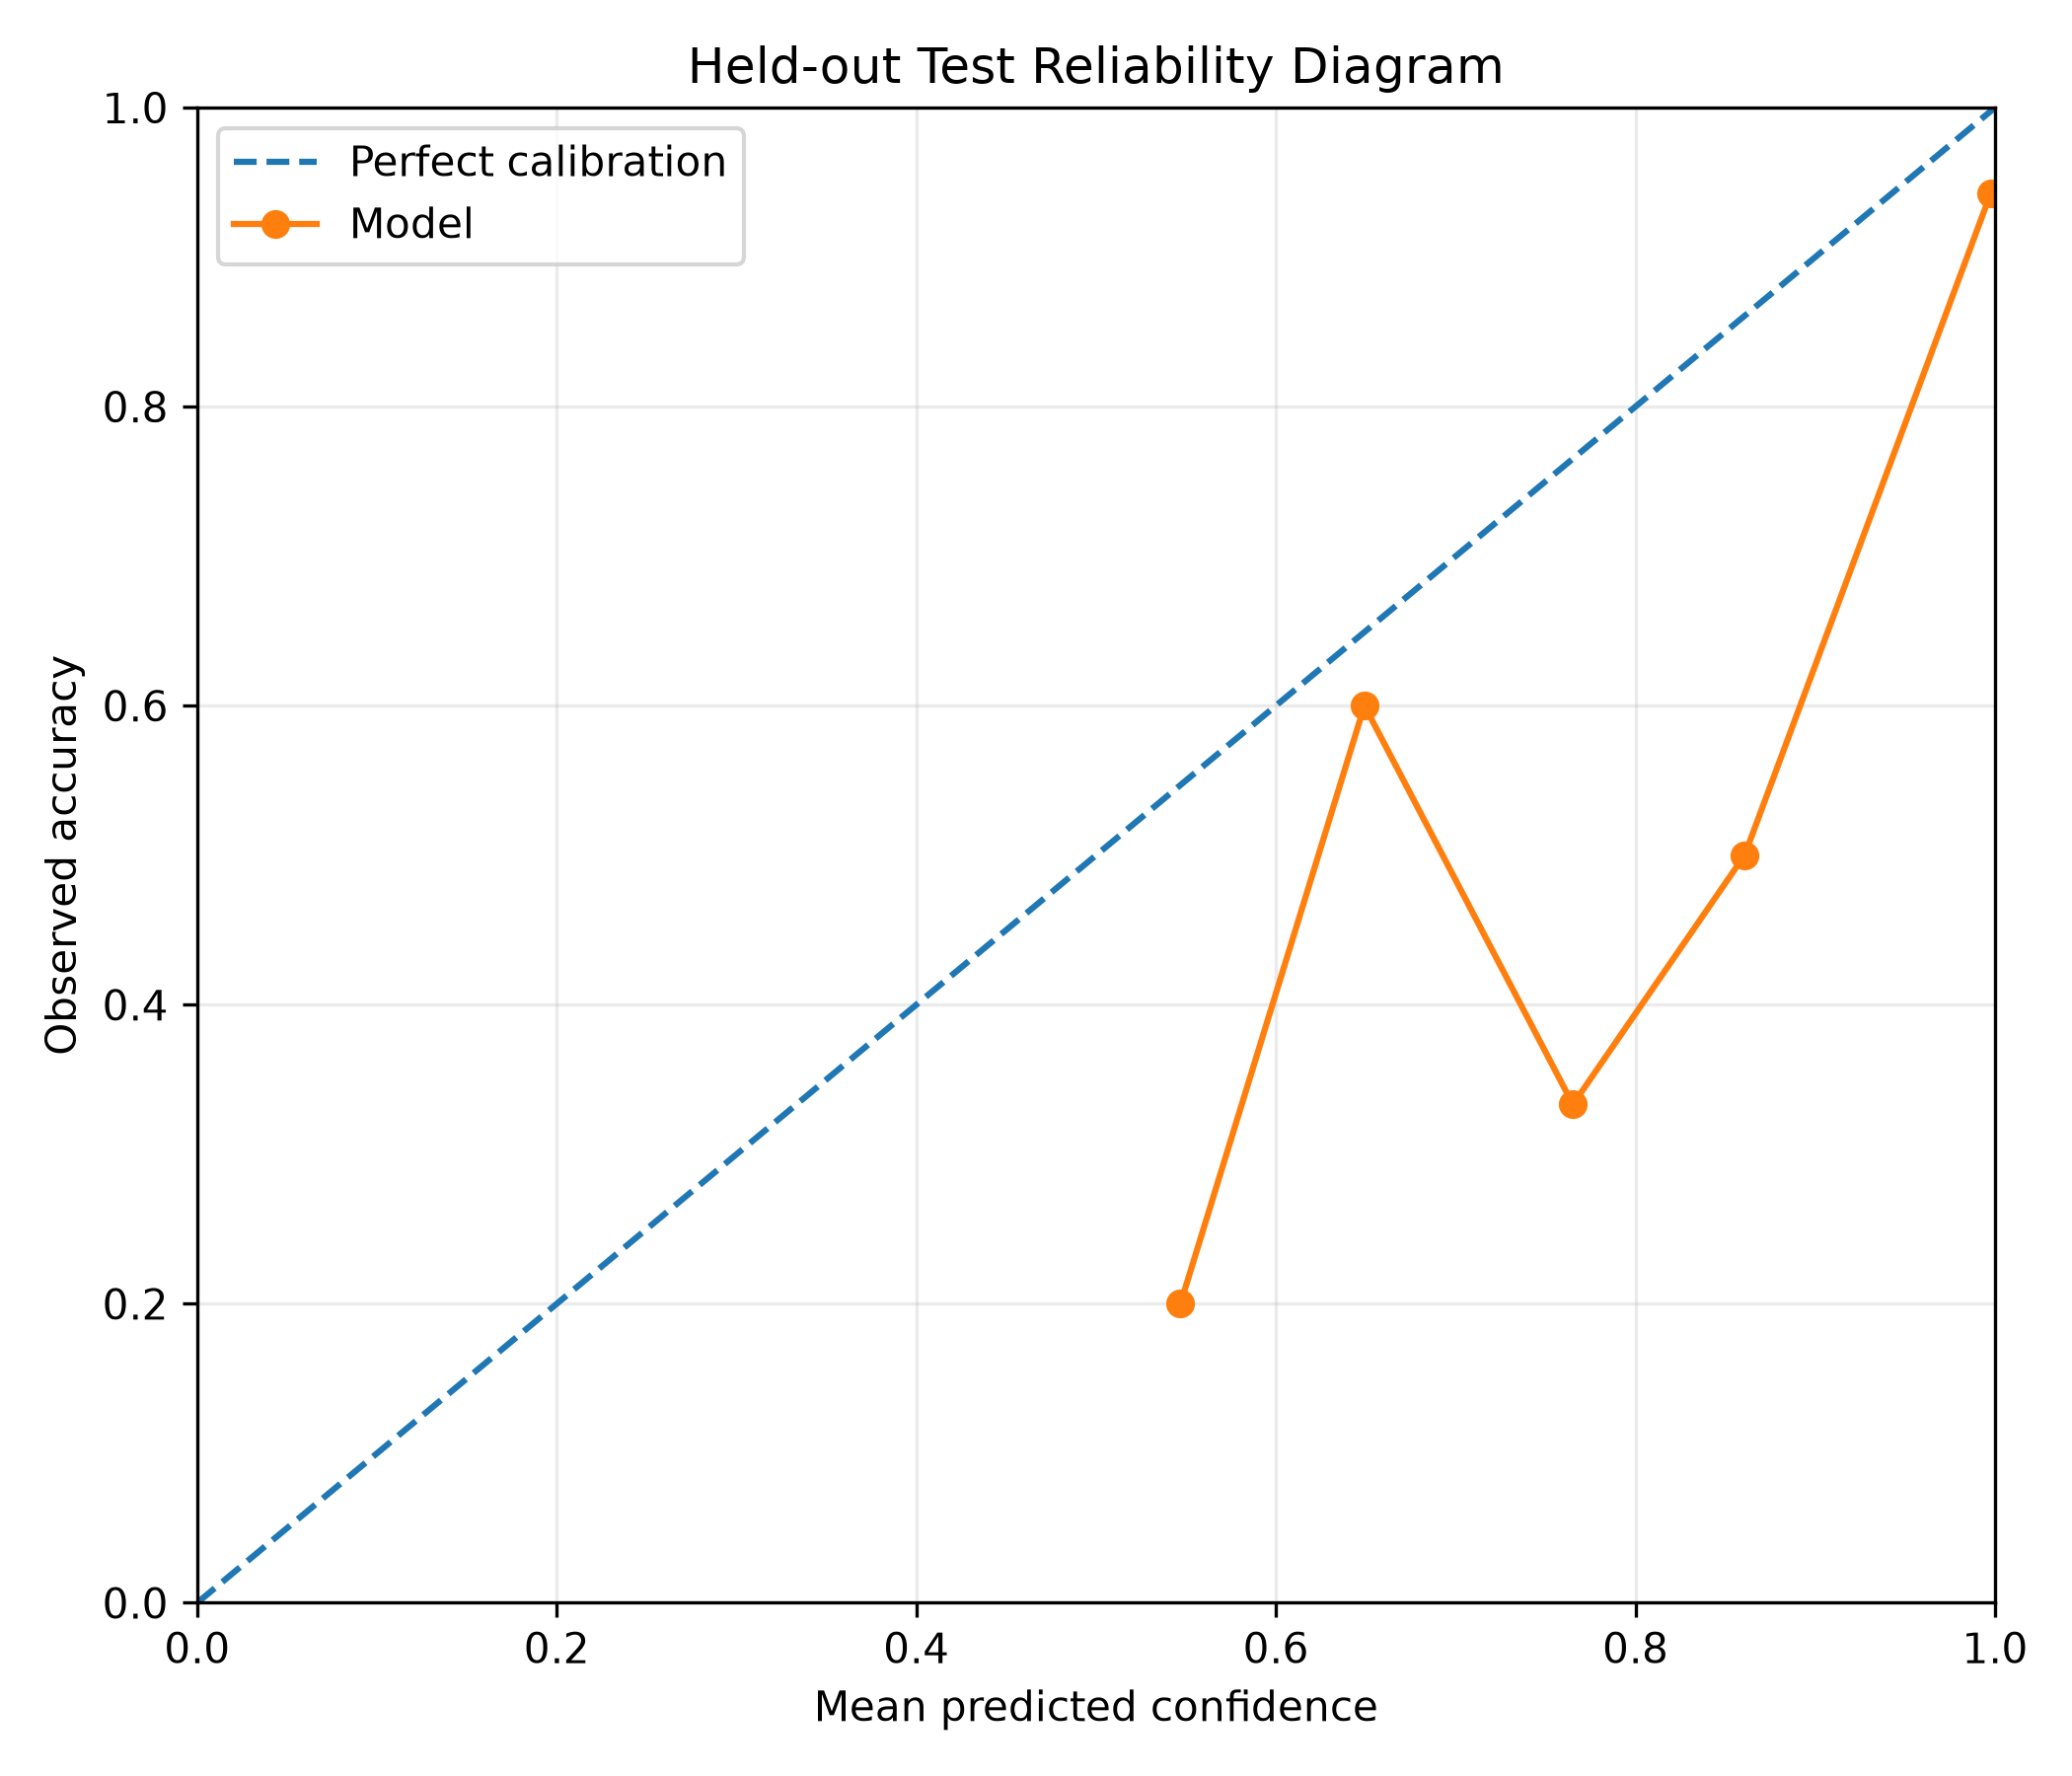 Held-out Test Reliability Diagram
1.0
Perfect calibration
Model
0.8
0.6
0.4
0.2
0.0
Observed accuracy
0.0 0.2 0.4 0.6 0.8 1.0
Mean predicted confidence